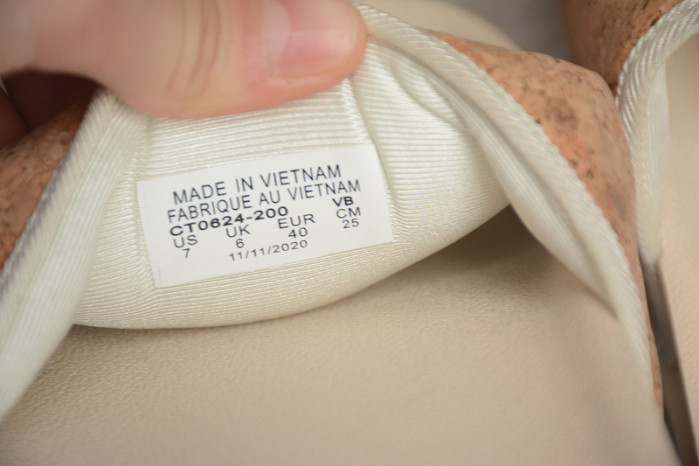 MADE IN VIETNAM
FABRIQUE AU VIETNAM
CT0624-200 VB
US UK EUR CM
7 6 40 25
11/11/2020